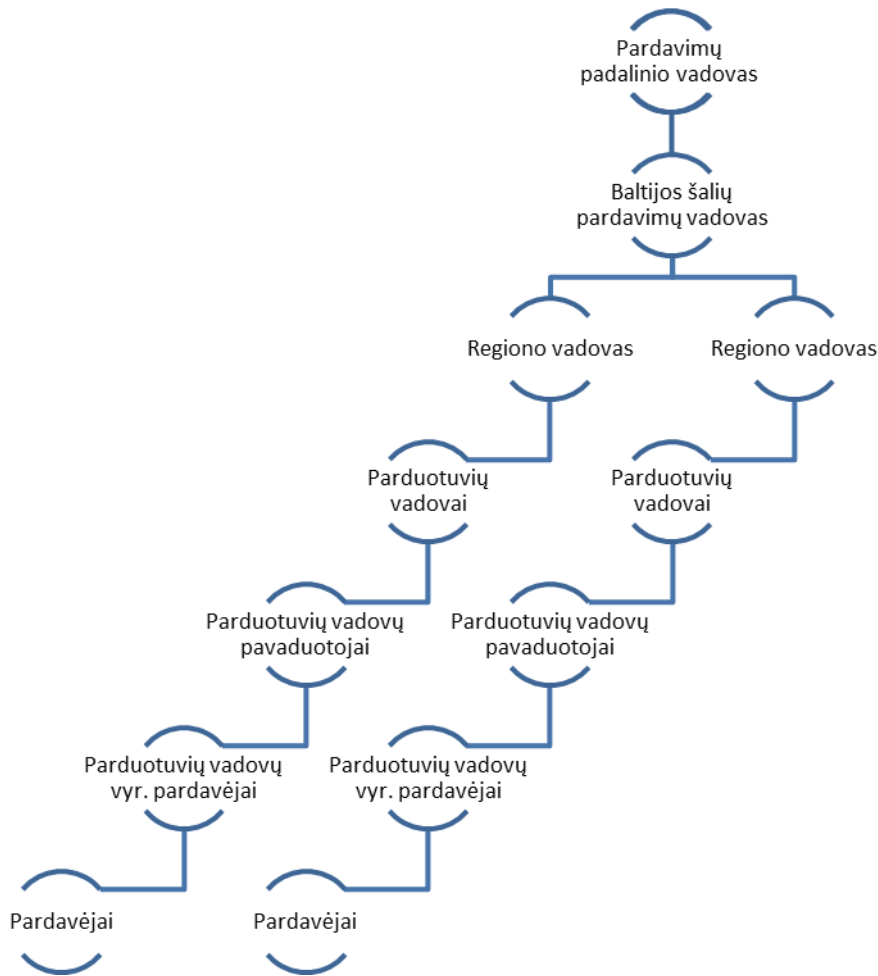 Pardavimų
padalinio vadovas
Baltijos šalių
pardavimų vadovas
Regiono vadovas
Regiono vadovas
Parduotuvių
vadovai
Parduotuvių
vadovai
Parduotuvių vadovų
pavaduotojai
Parduotuvių vadovų
pavaduotojai
Parduotuvių vadovų
vyr. pardavėjai
Parduotuvių vadovų
vyr. pardavėjai
Pardavėjai
Pardavėjai